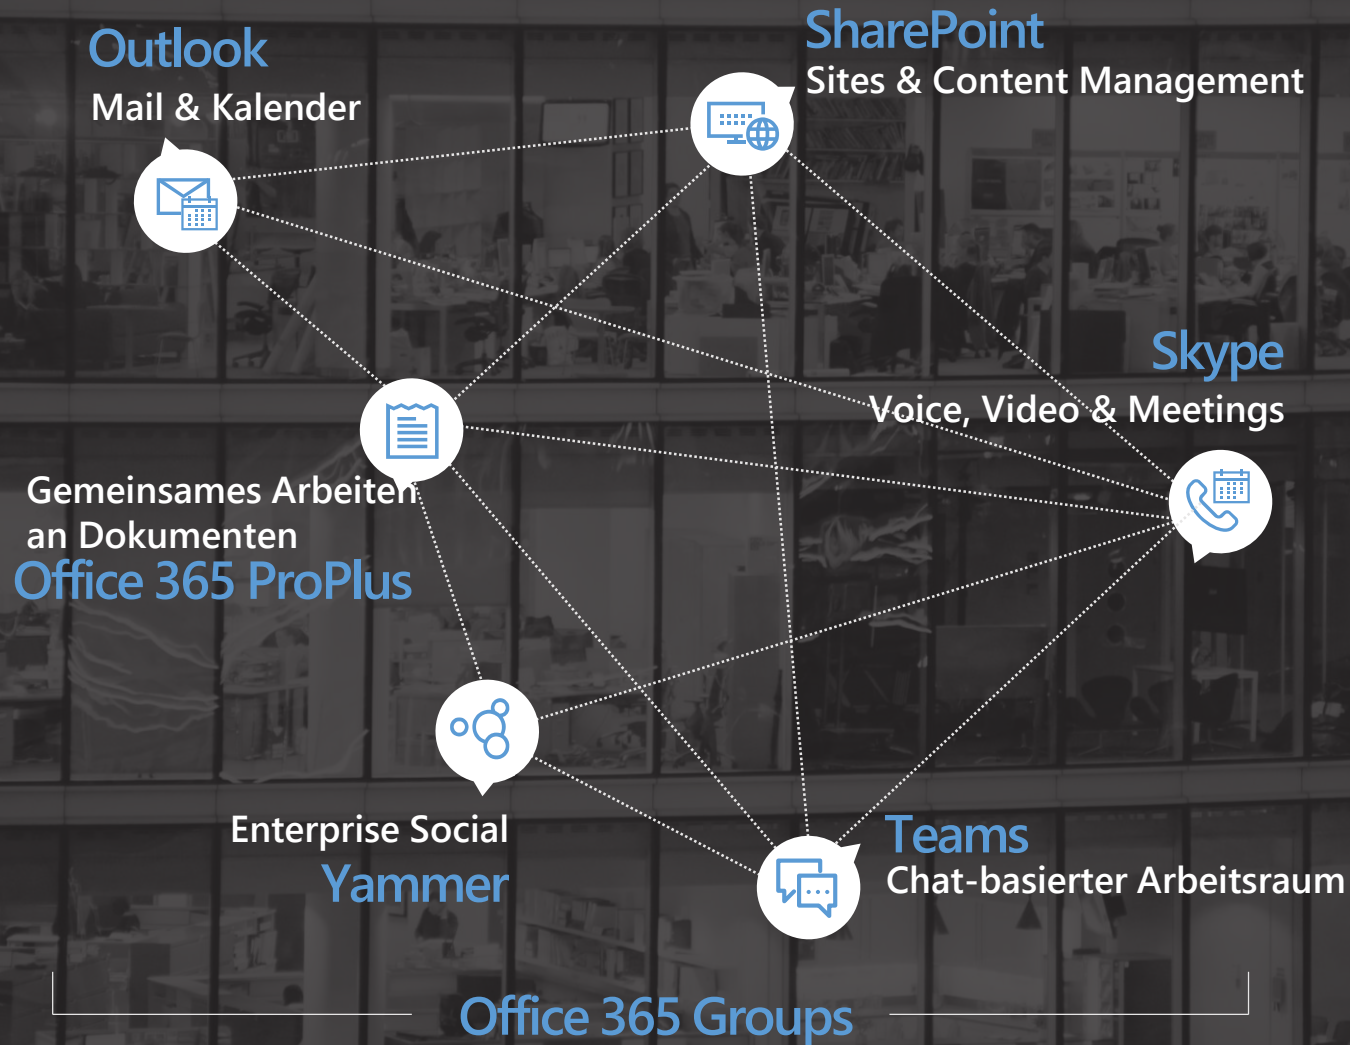 Outlook
Mail & Kalender
SharePoint
Sites & Content Management
Skype
Voice, Video & Meetings
Gemeinsames Arbeiten
an Dokumenten
Office 365 ProPlus
Enterprise Social
Yammer
Teams
Chat-basierter Arbeitsraum
Office 365 Groups